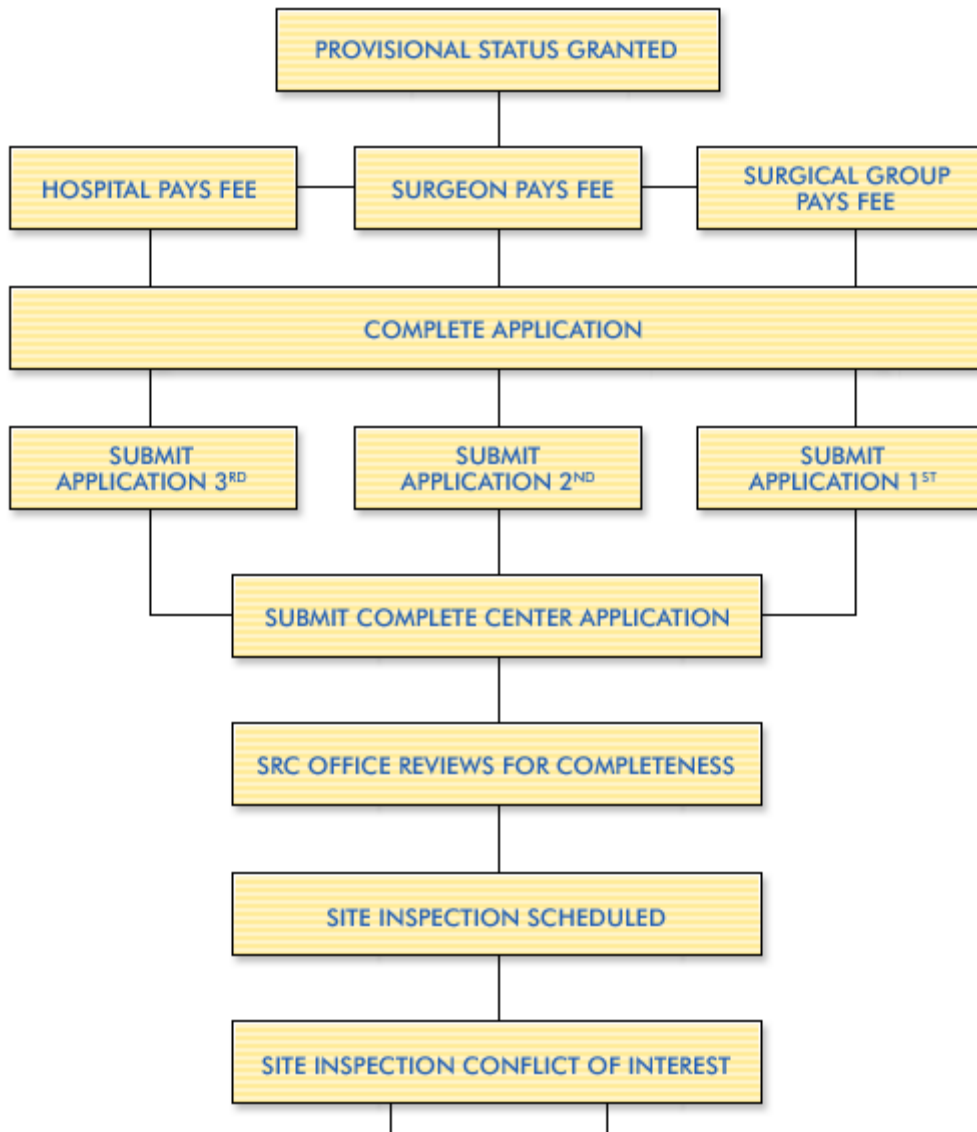 PROVISIONAL STATUS GRANTED
HOSPITAL PAYS FEE
SURGEON PAYS FEE
SURGICAL GROUP
PAYS FEE
COMPLETE APPLICATION
SUBMIT
APPLICATION 3RD
SUBMIT
APPLICATION 2ND
SUBMIT
APPLICATION 1ST
SUBMIT COMPLETE CENTER APPLICATION
SRC OFFICE REVIEWS FOR COMPLETENESS
SITE INSPECTION SCHEDULED
SITE INSPECTION CONFLICT OF INTEREST